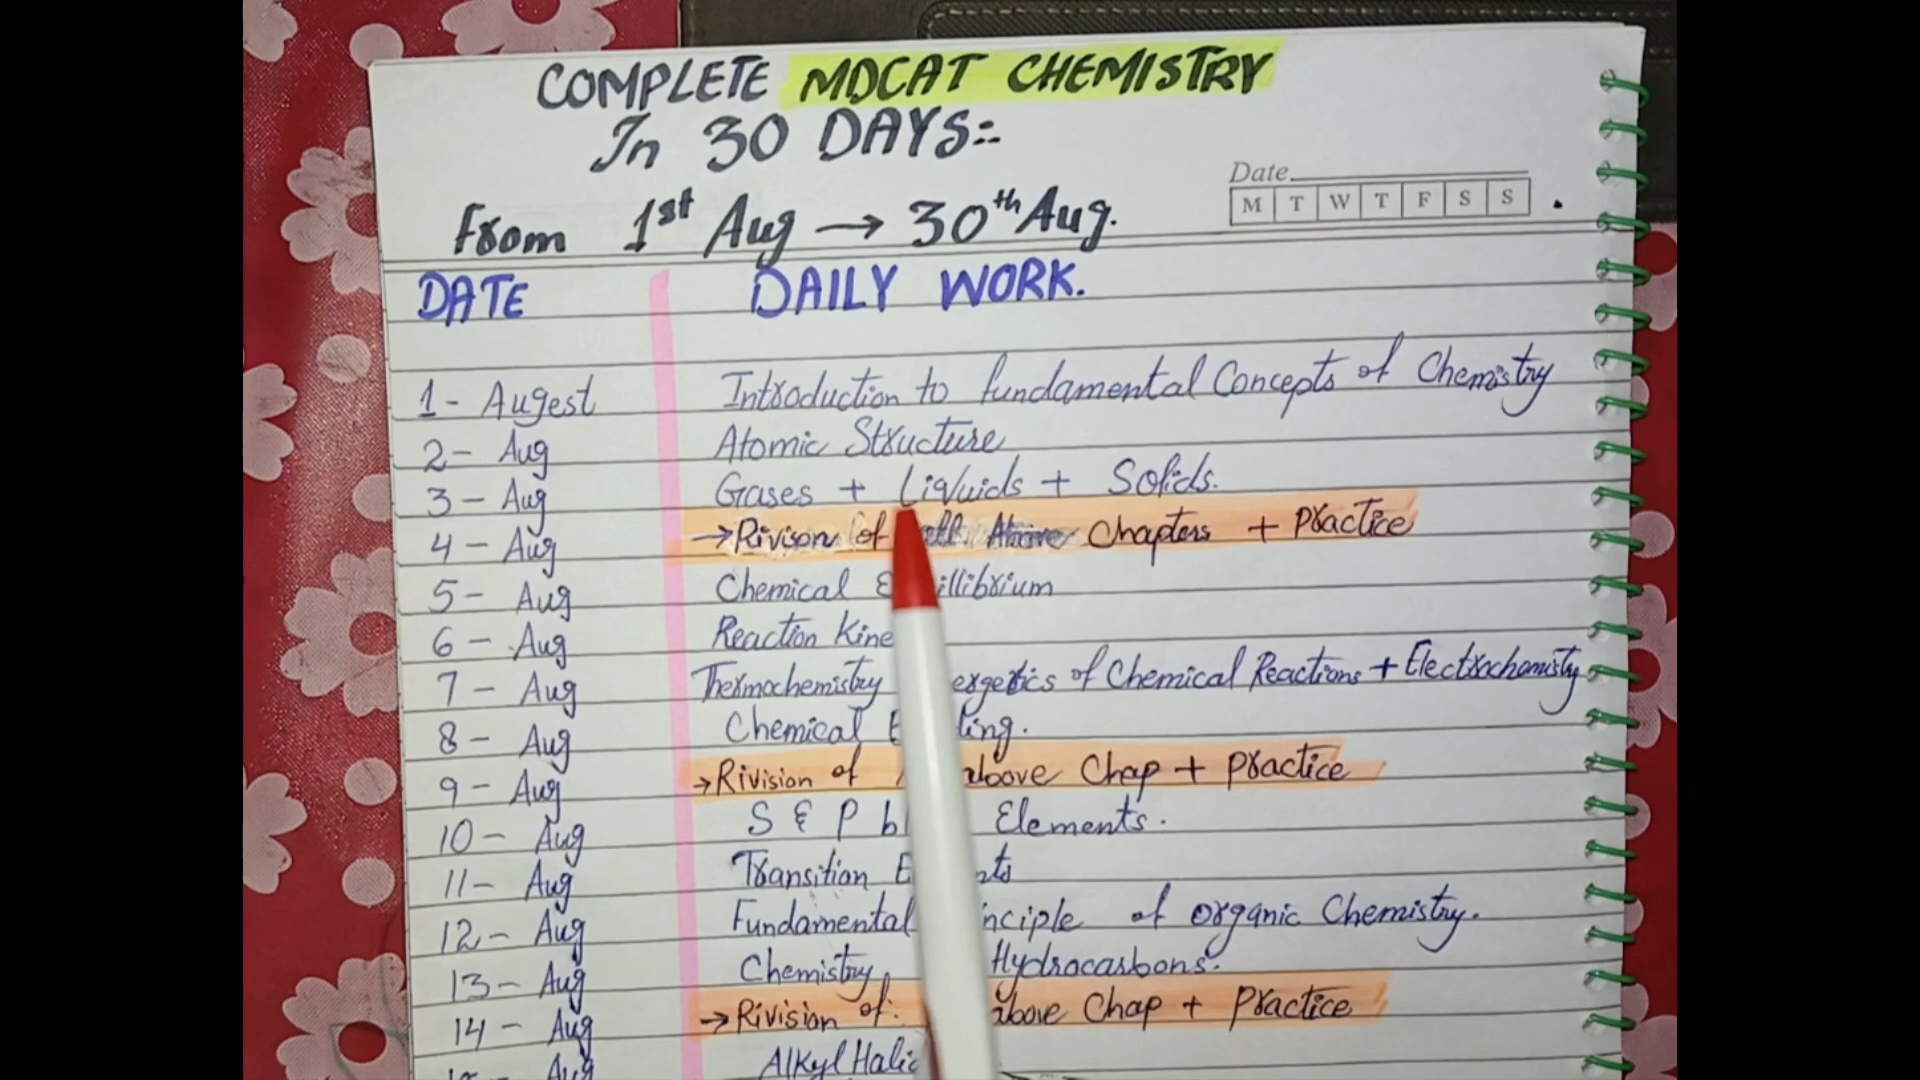 COMPLETE MDCAT CHEMISTRY
In 30 DAYS:-
Date
M T W T F S S
From 1st Aug → 30th Aug.
DATE DAILY WORK.
1- Augest Introduction to fundamental Concepts of Chemistry
2- Aug Atomic Structure
3- Aug Gases + Liquids + Solids.
4- Aug → Rivison of all Above Chapters + Practice
5- Aug Chemical
6- Aug Reaction
7- Aug Thermochemistry of Chemical Reactions + Electrochemistry
8- Aug Chemical
9- Aug → Rivision of above Chap + Practice
10- Aug S & P Elements.
11- Aug Transition
12- Aug Fundamental of organic Chemistry.
13- Aug Chemistry Hydrocarbons.
14- Aug → Rivision of above Chap + Practice
Aug Alkyl